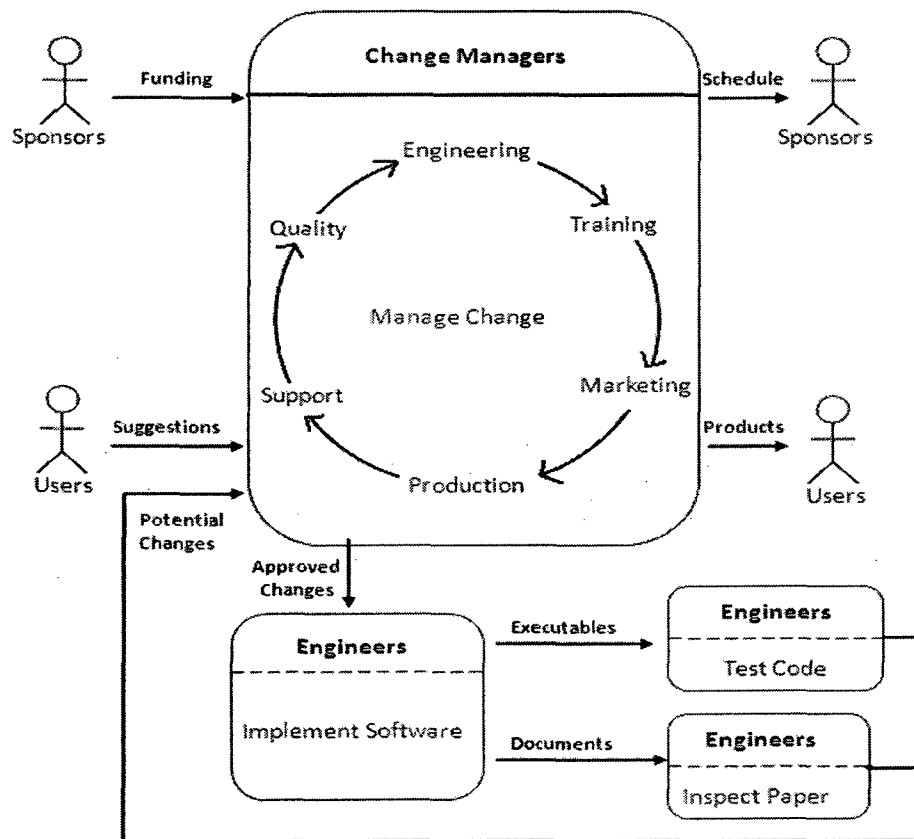 Change Managers
Funding
Schedule
Sponsors
Sponsors
Engineering
Quality
Training
Manage Change
Support
Marketing
Suggestions
Products
Users
Production
Users
Potential
Changes
Approved
Changes
Engineers
Executables
Engineers
Test Code
Implement Software
Documents
Engineers
Inspect Paper